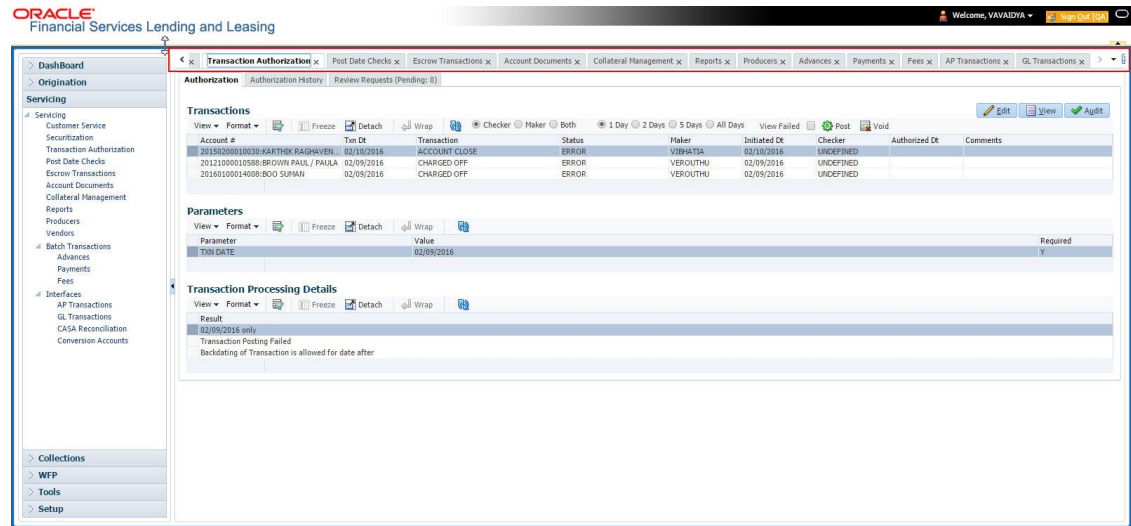 ORACLE
Financial Services Lending and Leasing
Welcome, VAVAIDYA
Sign Out [QA]
DashBoard
Origination
Servicing
Servicing
Customer Service
Securitization
Transaction Authorization
Post Date Checks
Escrow Transactions
Account Documents
Collateral Management
Reports
Producers
Vendors
Batch Transactions
Advances
Payments
Fees
Interfaces
AP Transactions
GL Transactions
CASA Reconciliation
Conversion Accounts
Collections
WFP
Tools
Setup
x Transaction Authorization x Post Date Checks x Escrow Transactions x Account Documents x Collateral Management x Reports x Producers x Advances x Payments x Fees x AP Transactions x GL Transactions x
Authorization Authorization History Review Requests (Pending: 0)
Transactions Edit View Audit
View Format Freeze Detach Wrap Checker Maker Both 1 Day 2 Days 5 Days All Days View Failed Post Void
Account # Txn Dt Transaction Status Maker Initiated Dt Checker Authorized Dt Comments
20150200010030:KARTHIK RAGHAVEN... 02/10/2016 ACCOUNT CLOSE ERROR VIBHATIA 02/10/2016 UNDEFINED
20121000010588:BROWN PAUL / PAULA 02/09/2016 CHARGED OFF ERROR VEROUTHU 02/09/2016 UNDEFINED
20160100014008:BOO SUMAN 02/09/2016 CHARGED OFF ERROR VEROUTHU 02/09/2016 UNDEFINED
Parameters
View Format Freeze Detach Wrap
Parameter Value Required
TXN DATE 02/09/2016 Y
Transaction Processing Details
View Format Freeze Detach Wrap
Result
02/09/2016 only
Transaction Posting Failed
Backdating of Transaction is allowed for date after